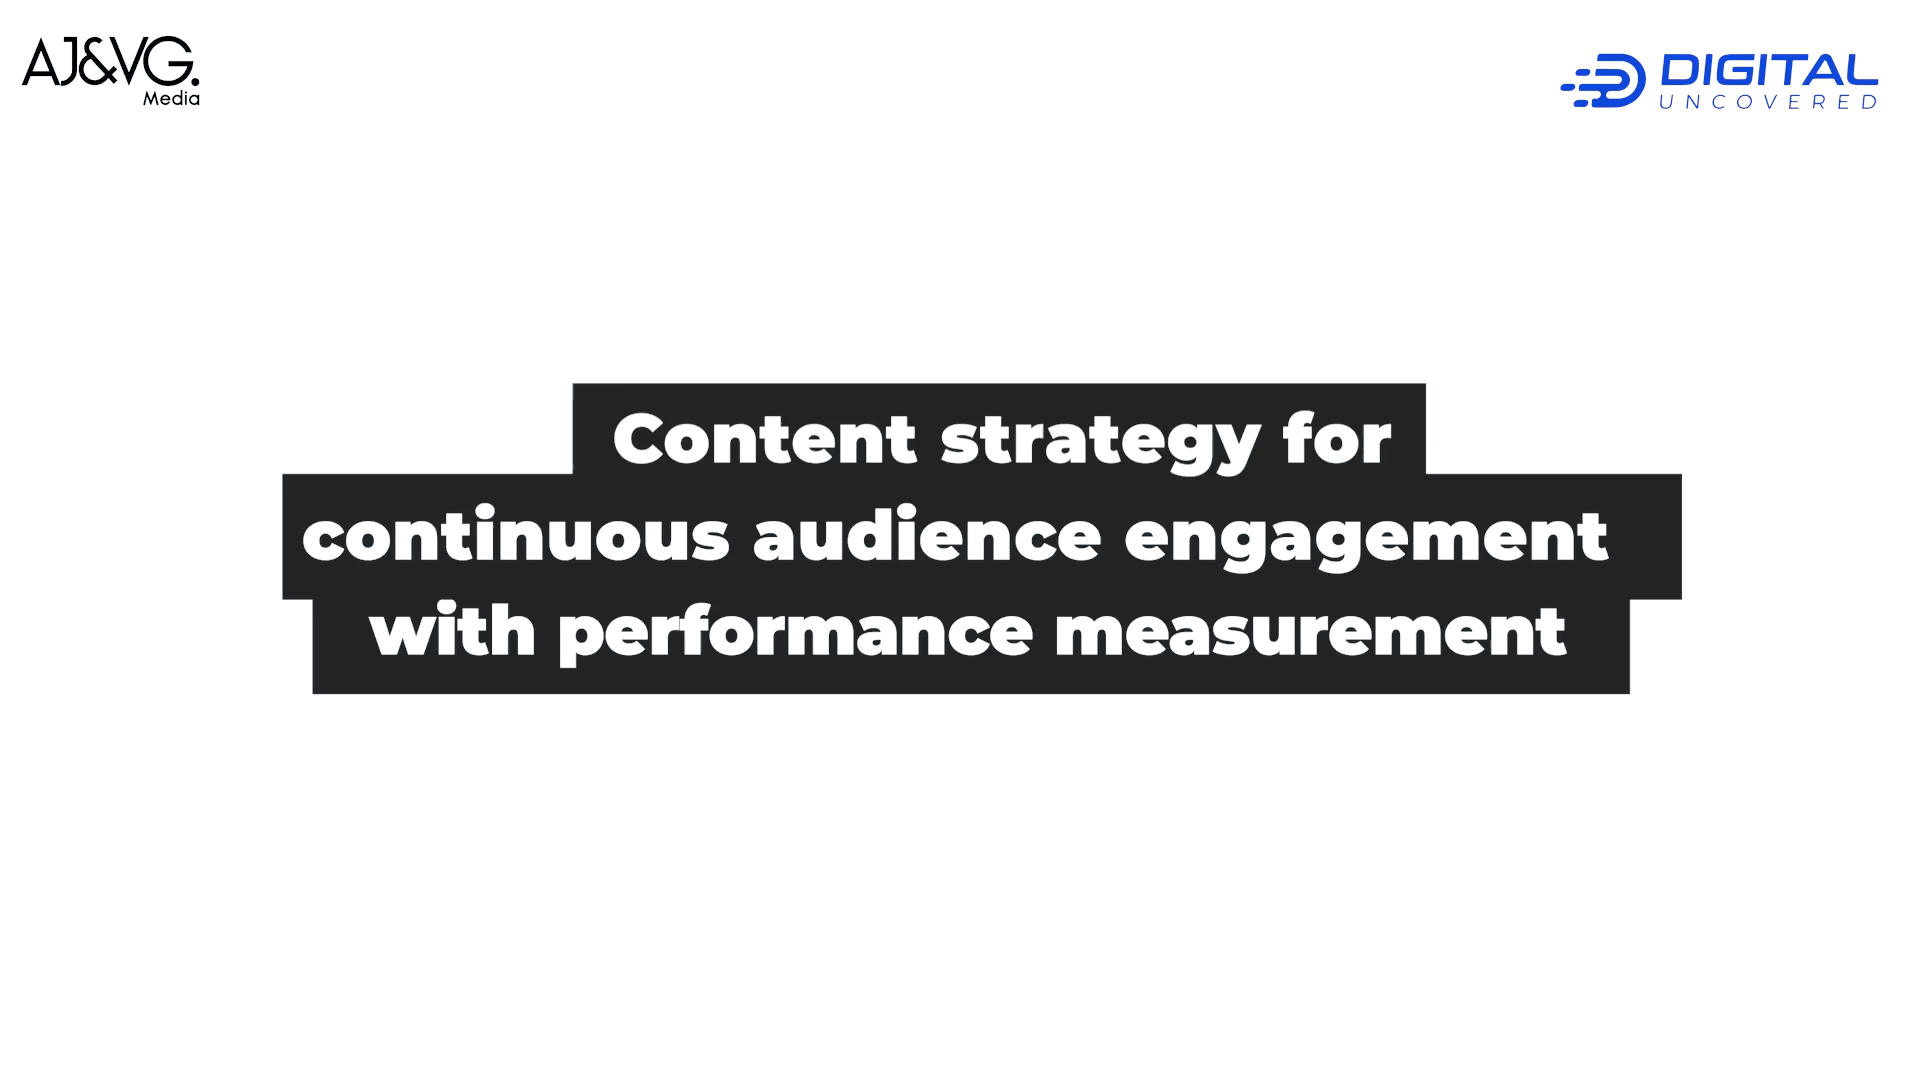 AJ&VG.
Media
DIGITAL
UNCOVERED
Content strategy for
continuous audience engagement
with performance measurement